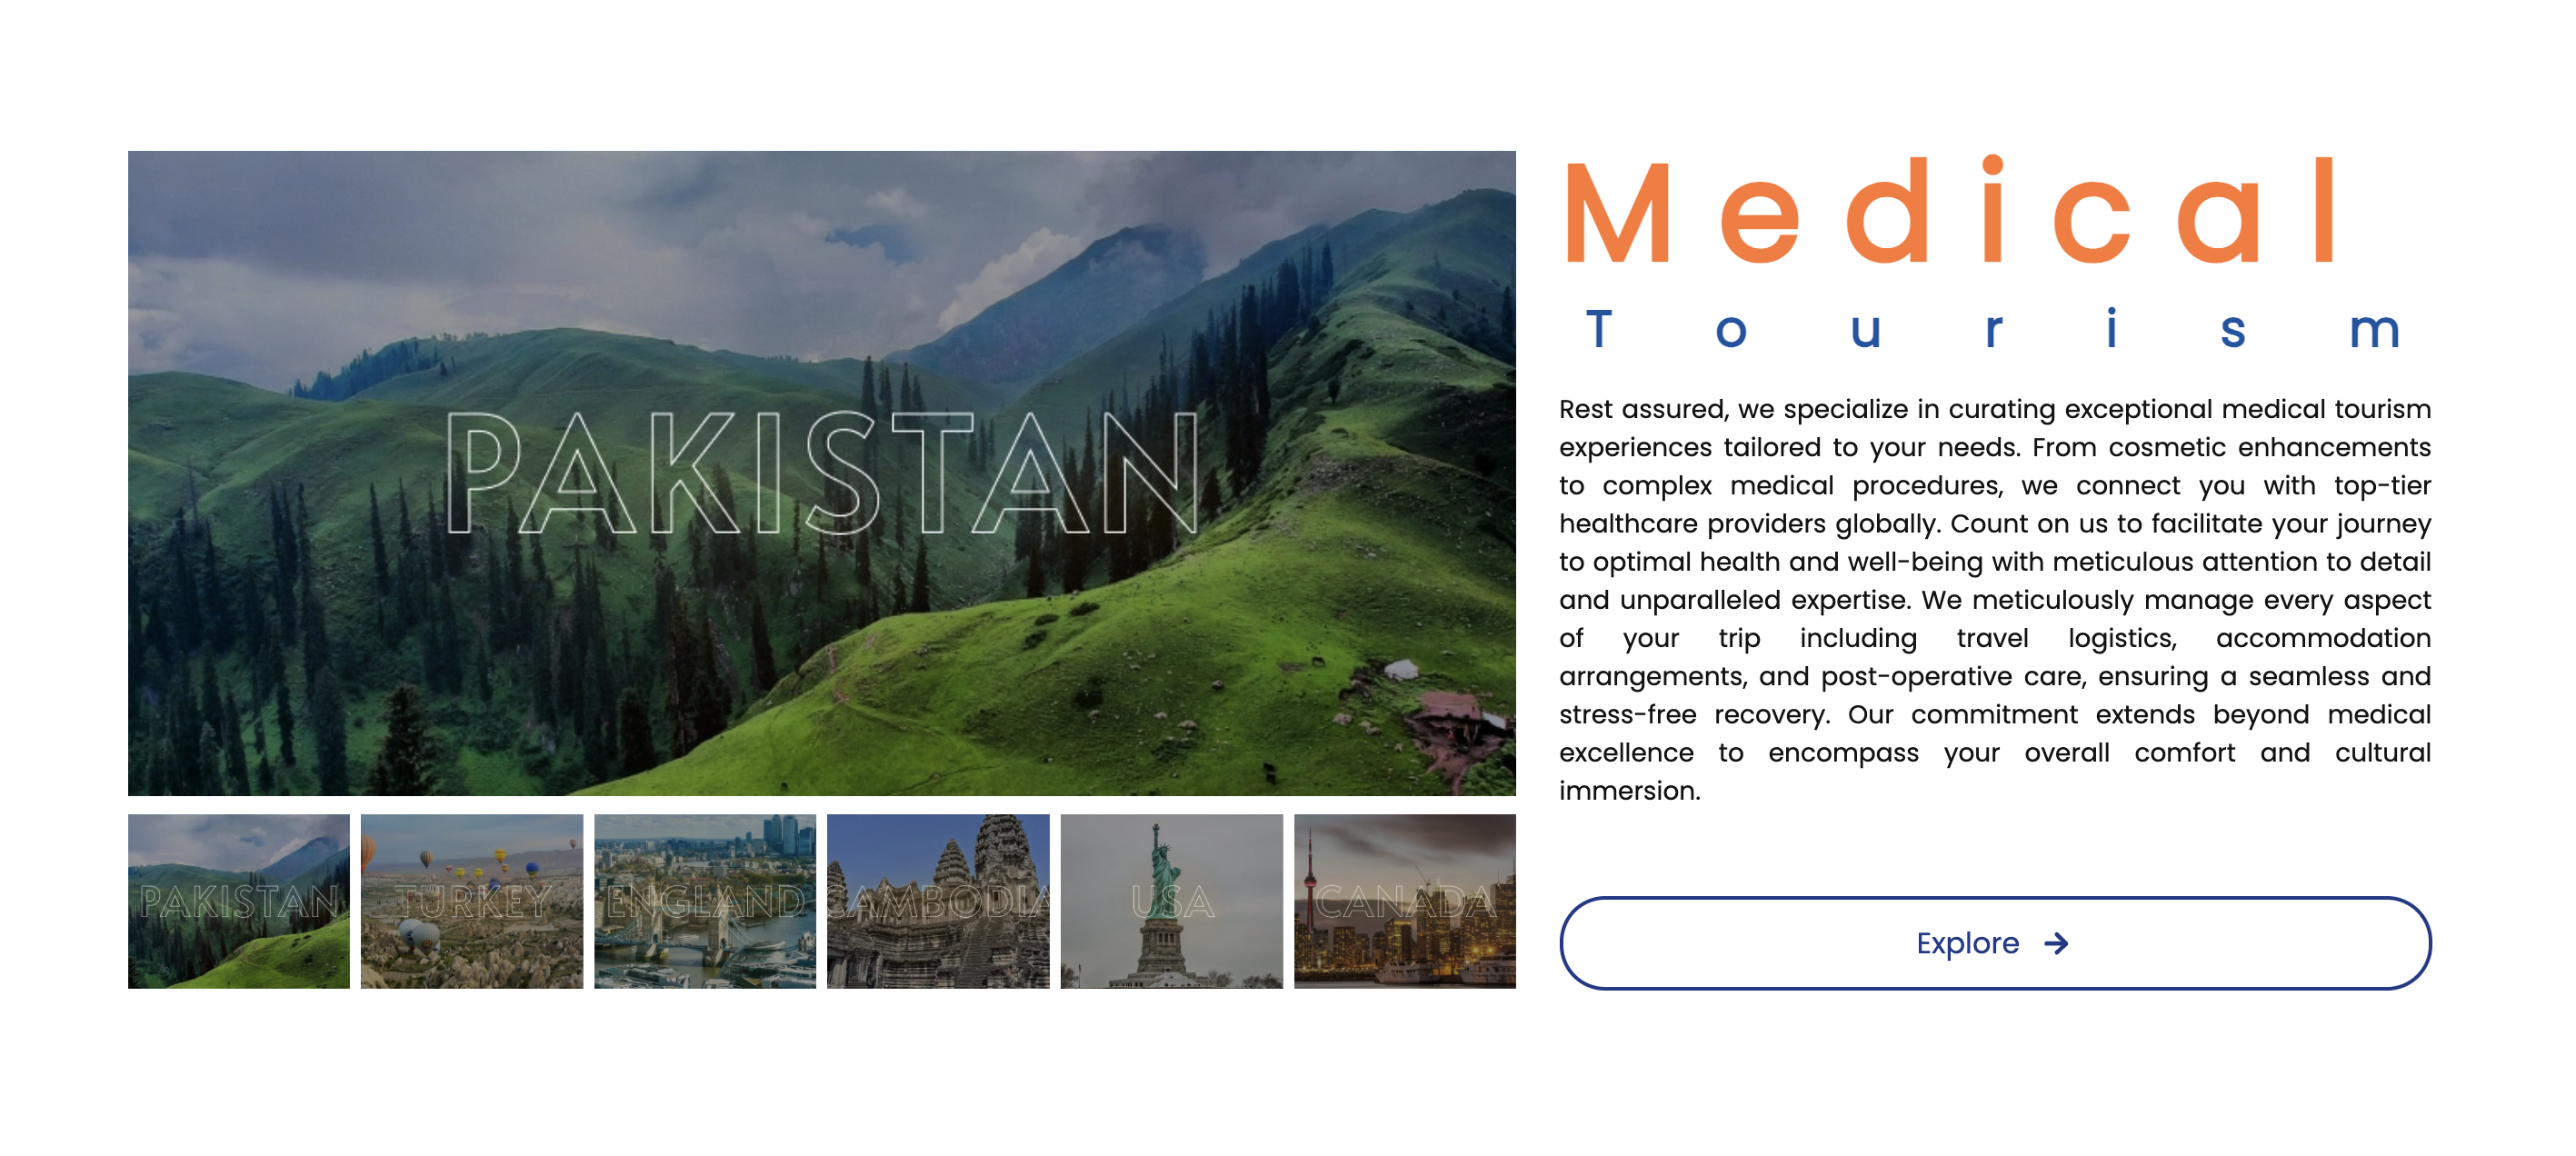 PAKISTAN
PAKISTAN
TURKEY
ENGLAND
CAMBODIA
USA
CANADA
Medical
Tourism
Rest assured, we specialize in curating exceptional medical tourism
experiences tailored to your needs. From cosmetic enhancements
to complex medical procedures, we connect you with top-tier
healthcare providers globally. Count on us to facilitate your journey
to optimal health and well-being with meticulous attention to detail
and unparalleled expertise. We meticulously manage every aspect
of your trip including travel logistics, accommodation
arrangements, and post-operative care, ensuring a seamless and
stress-free recovery. Our commitment extends beyond medical
excellence to encompass your overall comfort and cultural
immersion.
Explore